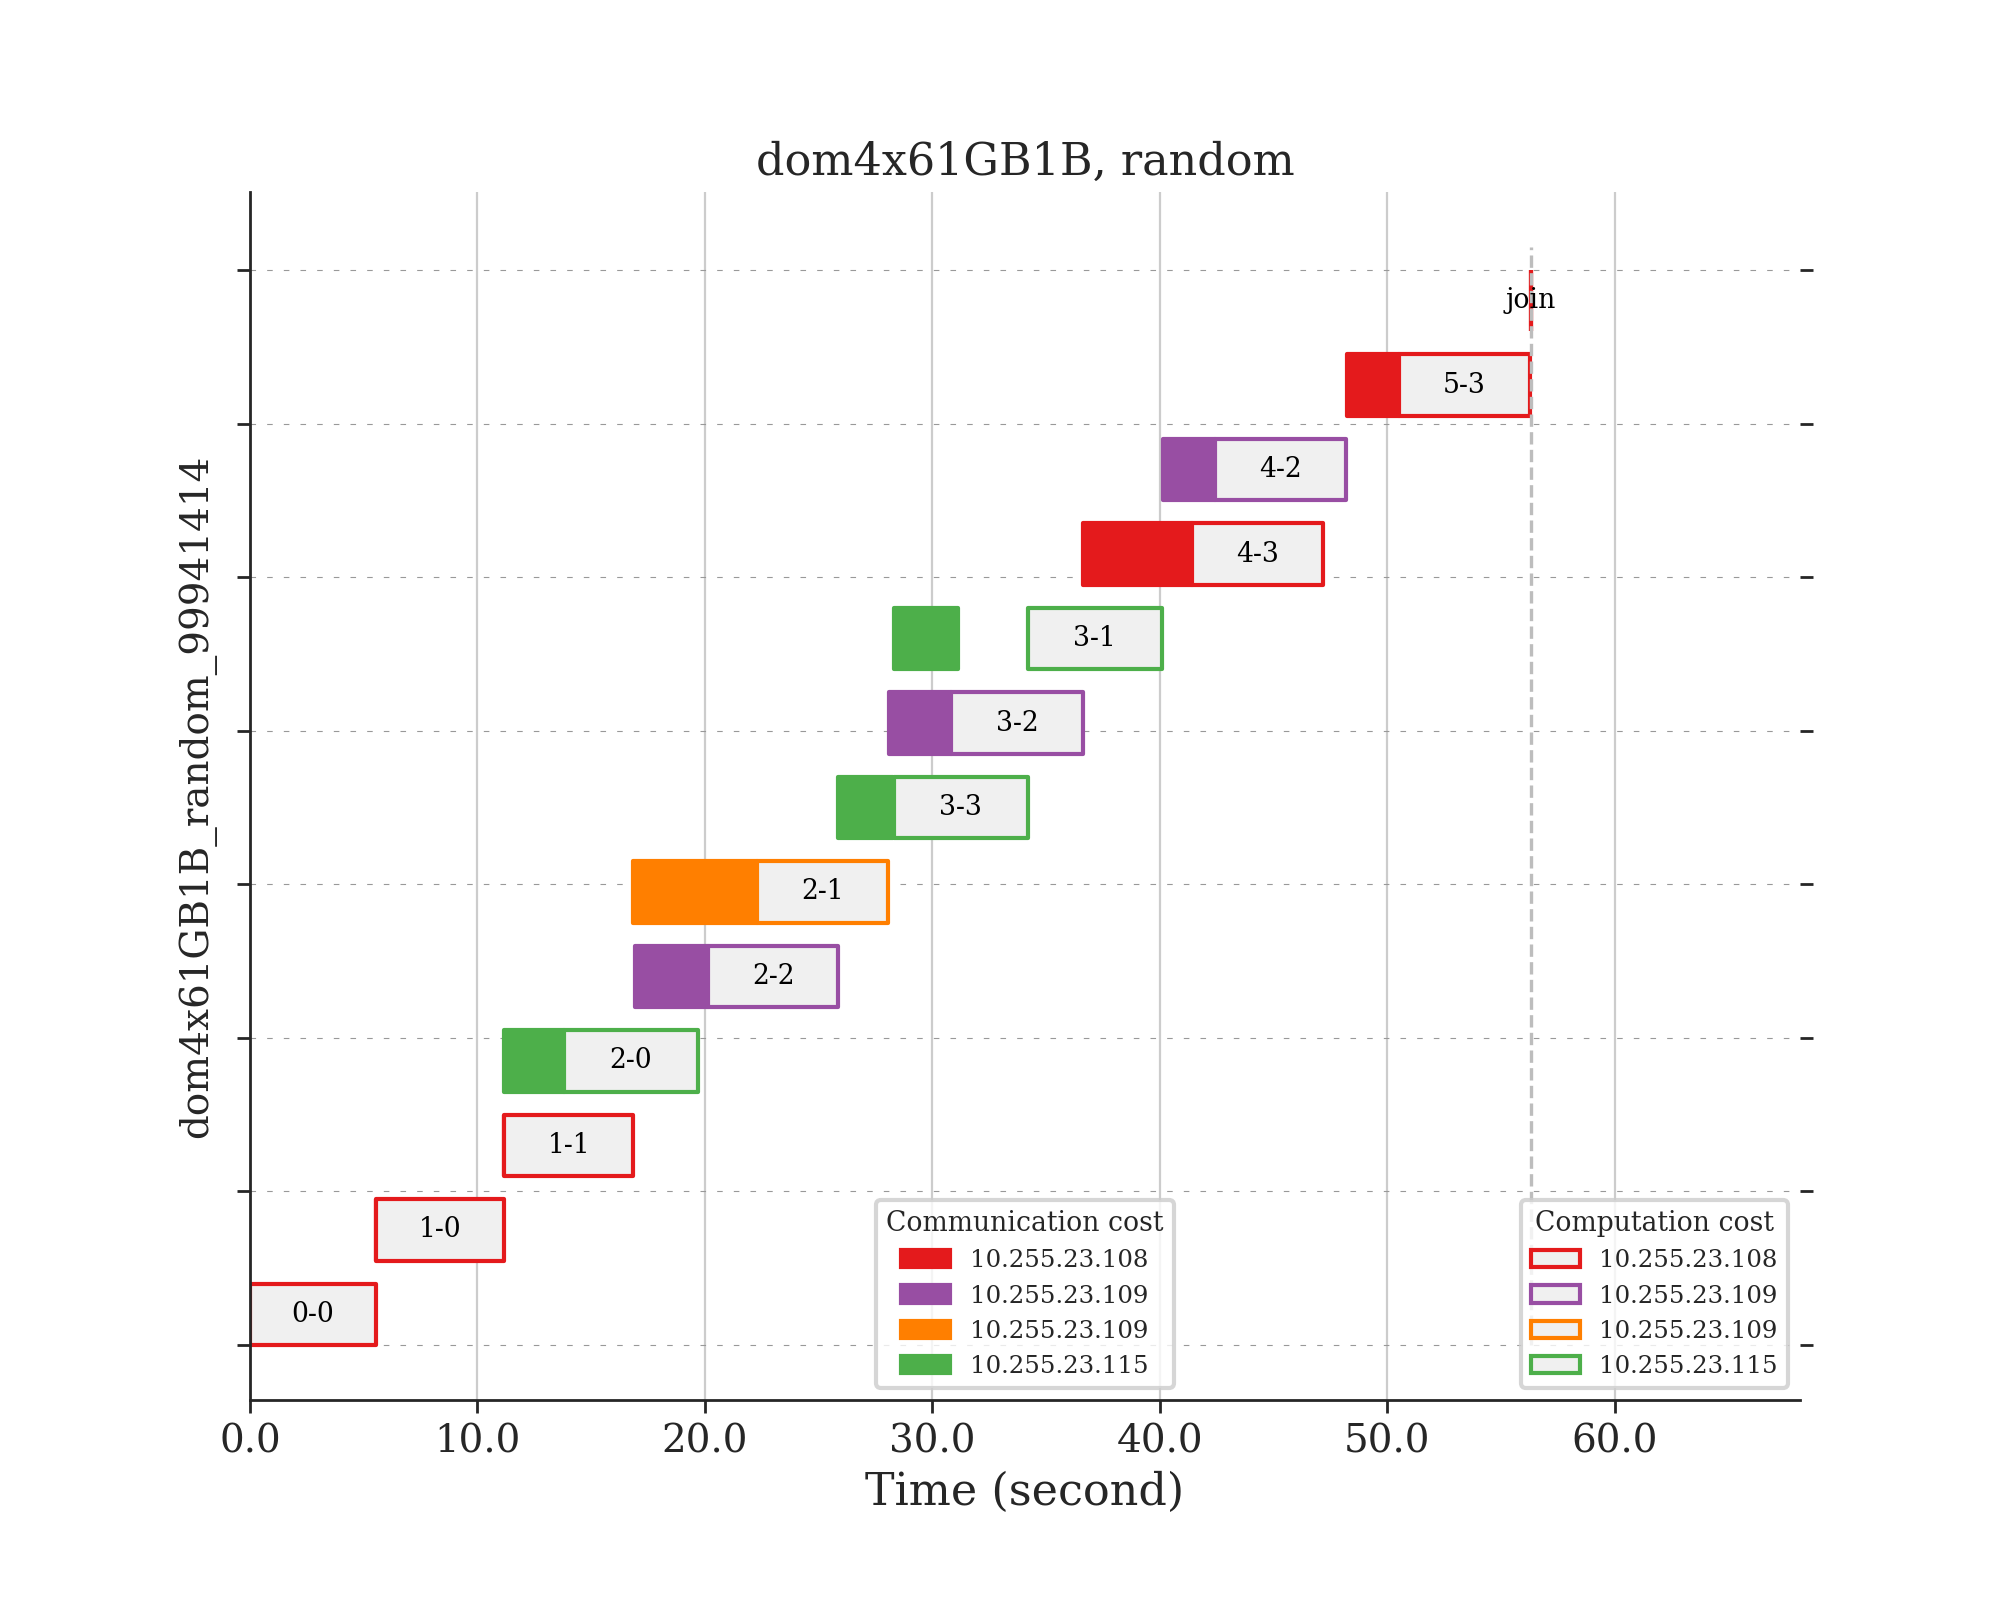 dom4x61GB1B, random
dom4x61GB1B_random_99941414
join
5-3
4-2
4-3
3-1
3-2
3-3
2-1
2-2
2-0
1-1
1-0
0-0
Communication cost
10.255.23.108
10.255.23.109
10.255.23.109
10.255.23.115
Computation cost
10.255.23.108
10.255.23.109
10.255.23.109
10.255.23.115
0.0 10.0 20.0 30.0 40.0 50.0 60.0
Time (second)